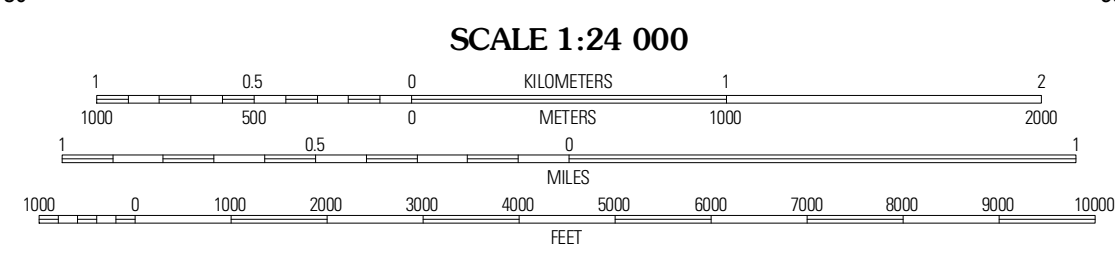 SCALE 1:24 000
1 0.5 0 KILOMETERS 1 2
1000 500 0 METERS 1000 2000
1 0.5 0 1
MILES
1000 0 1000 2000 3000 4000 5000 6000 7000 8000 9000 10000
FEET